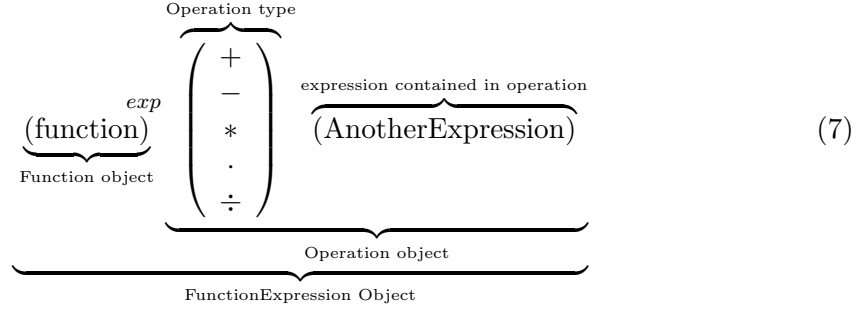 Operation type
+
−
∗
·
÷
expression contained in operation
(function)^exp (AnotherExpression) (7)
Function object
Operation object
FunctionExpression Object